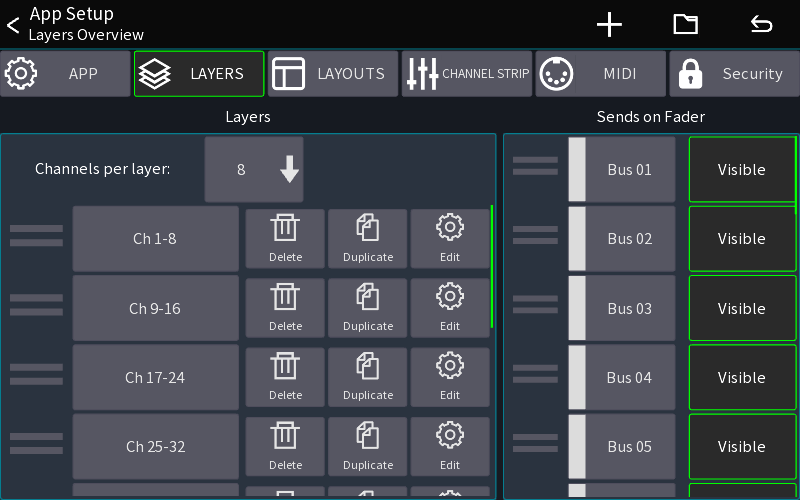 App Setup
Layers Overview
APP
LAYERS
LAYOUTS
CHANNEL STRIP
MIDI
Security
Layers
Channels per layer:
8
Ch 1-8
Delete
Duplicate
Edit
Ch 9-16
Delete
Duplicate
Edit
Ch 17-24
Delete
Duplicate
Edit
Ch 25-32
Delete
Duplicate
Edit
Sends on Fader
Bus 01
Visible
Bus 02
Visible
Bus 03
Visible
Bus 04
Visible
Bus 05
Visible